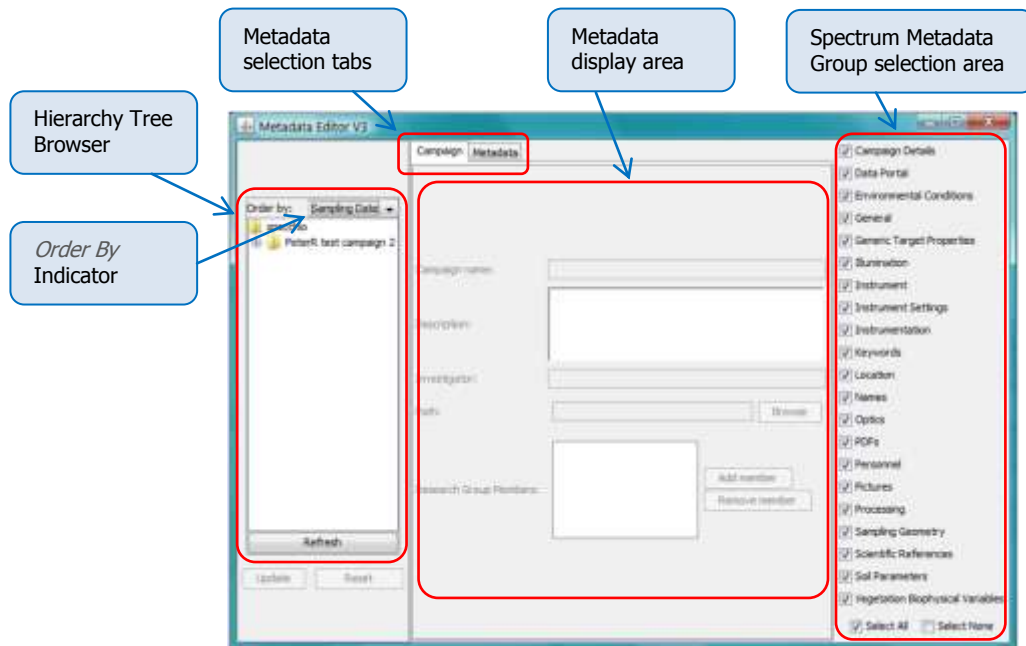 Metadata
selection tabs
Metadata
display area
Spectrum Metadata
Group selection area
Hierarchy Tree
Browser
Order By
Indicator
Metadata Editor V3
Campaign Metadata
Order by: Sampling Date
specchio
PeterR test campaign 2
Refresh
Update Reset
Campaign name:
Description:
Investigator:
Path:
Browse
Research Group Members:
Add member
Remove member
Campaign Details
Data Portal
Environmental Conditions
General
Generic Target Properties
Illumination
Instrument
Instrument Settings
Instrumentation
Keywords
Location
Names
Optics
PDFs
Personnel
Pictures
Processing
Sampling Geometry
Scientific References
Soil Parameters
Vegetation Biophysical Variables
Select All Select None